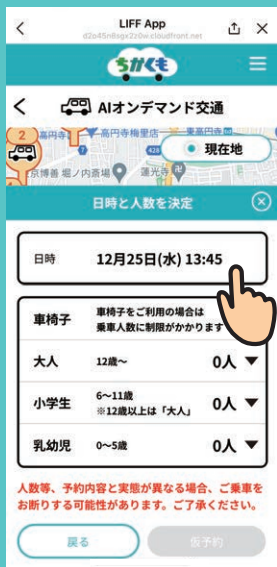 LIFF App
d2o45n6sgx2z0w.cloudfront.net
ちかくも
AIオンデマンド交通
2
高円寺梅里店
東高円寺
428
現在地
京博善 堀ノ内斎場
蓮光寺
日時と人数を決定
日時 12月25日(水) 13:45
車椅子 車椅子をご利用の場合は
乗車人数に制限がかかります
大人 12歳~ 0人 ▼
小学生 6~11歳 0人 ▼
※12歳以上は「大人」
乳幼児 0~5歳 0人 ▼
人数等、予約内容と実態が異なる場合、ご乗車を
お断りする可能性があります。ご了承ください。
戻る 仮予約